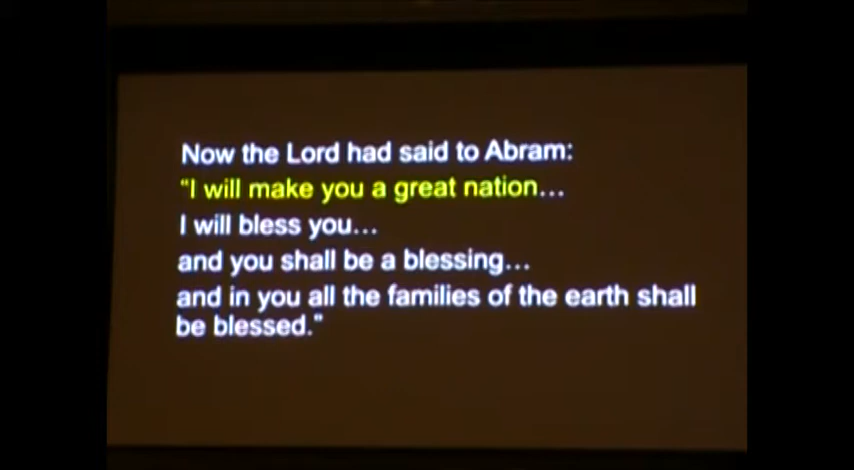 Now the Lord had said to Abram:
“I will make you a great nation…
I will bless you…
and you shall be a blessing…
and in you all the families of the earth shall
be blessed.”